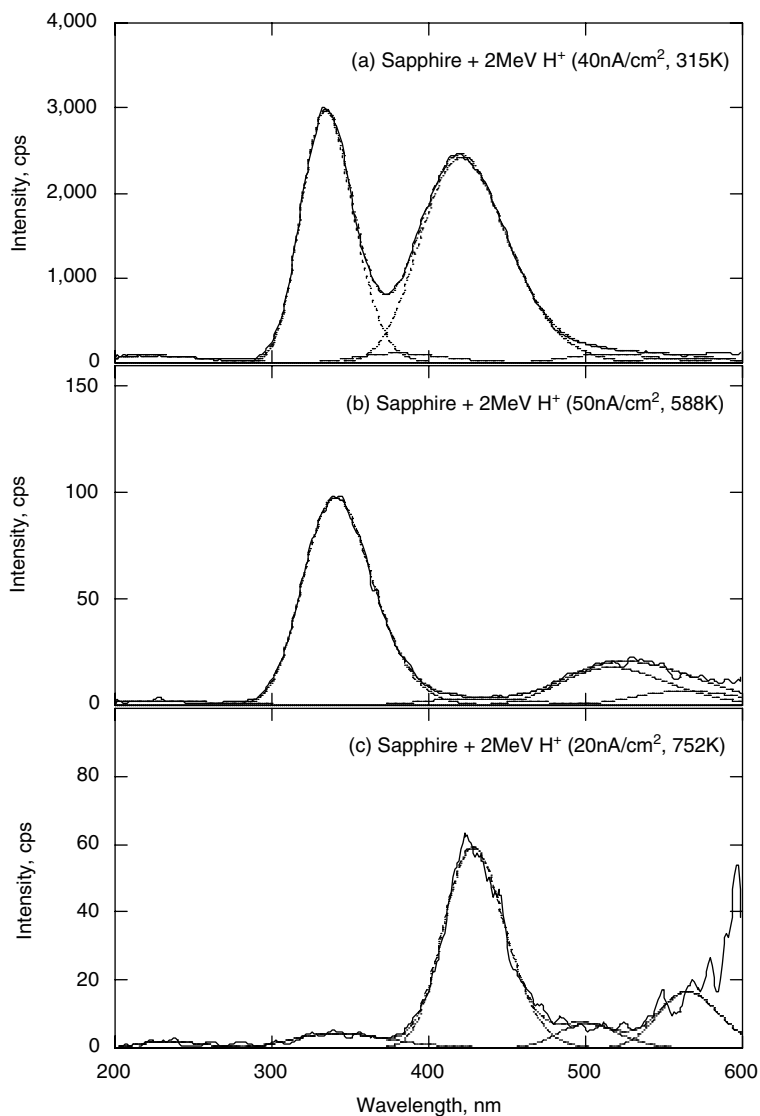 4,000
(a) Sapphire + 2MeV H⁺ (40nA/cm², 315K)
3,000
2,000
1,000
0
Intensity, cps
150
(b) Sapphire + 2MeV H⁺ (50nA/cm², 588K)
100
50
0
Intensity, cps
(c) Sapphire + 2MeV H⁺ (20nA/cm², 752K)
80
60
40
20
0
Intensity, cps
200 300 400 500 600
Wavelength, nm